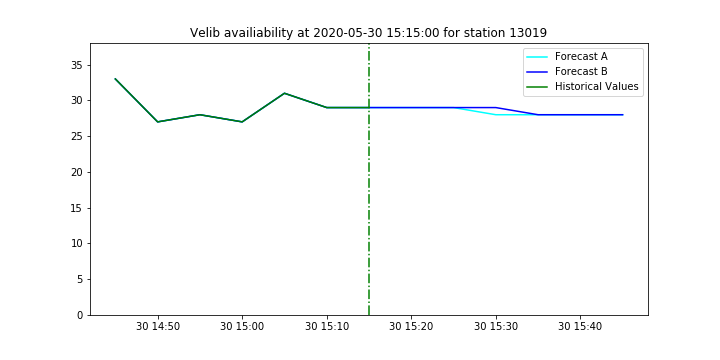 Velib availiability at 2020-05-30 15:15:00 for station 13019
Forecast A
Forecast B
Historical Values
35
30
25
20
15
10
5
0
30 14:50 30 15:00 30 15:10 30 15:20 30 15:30 30 15:40